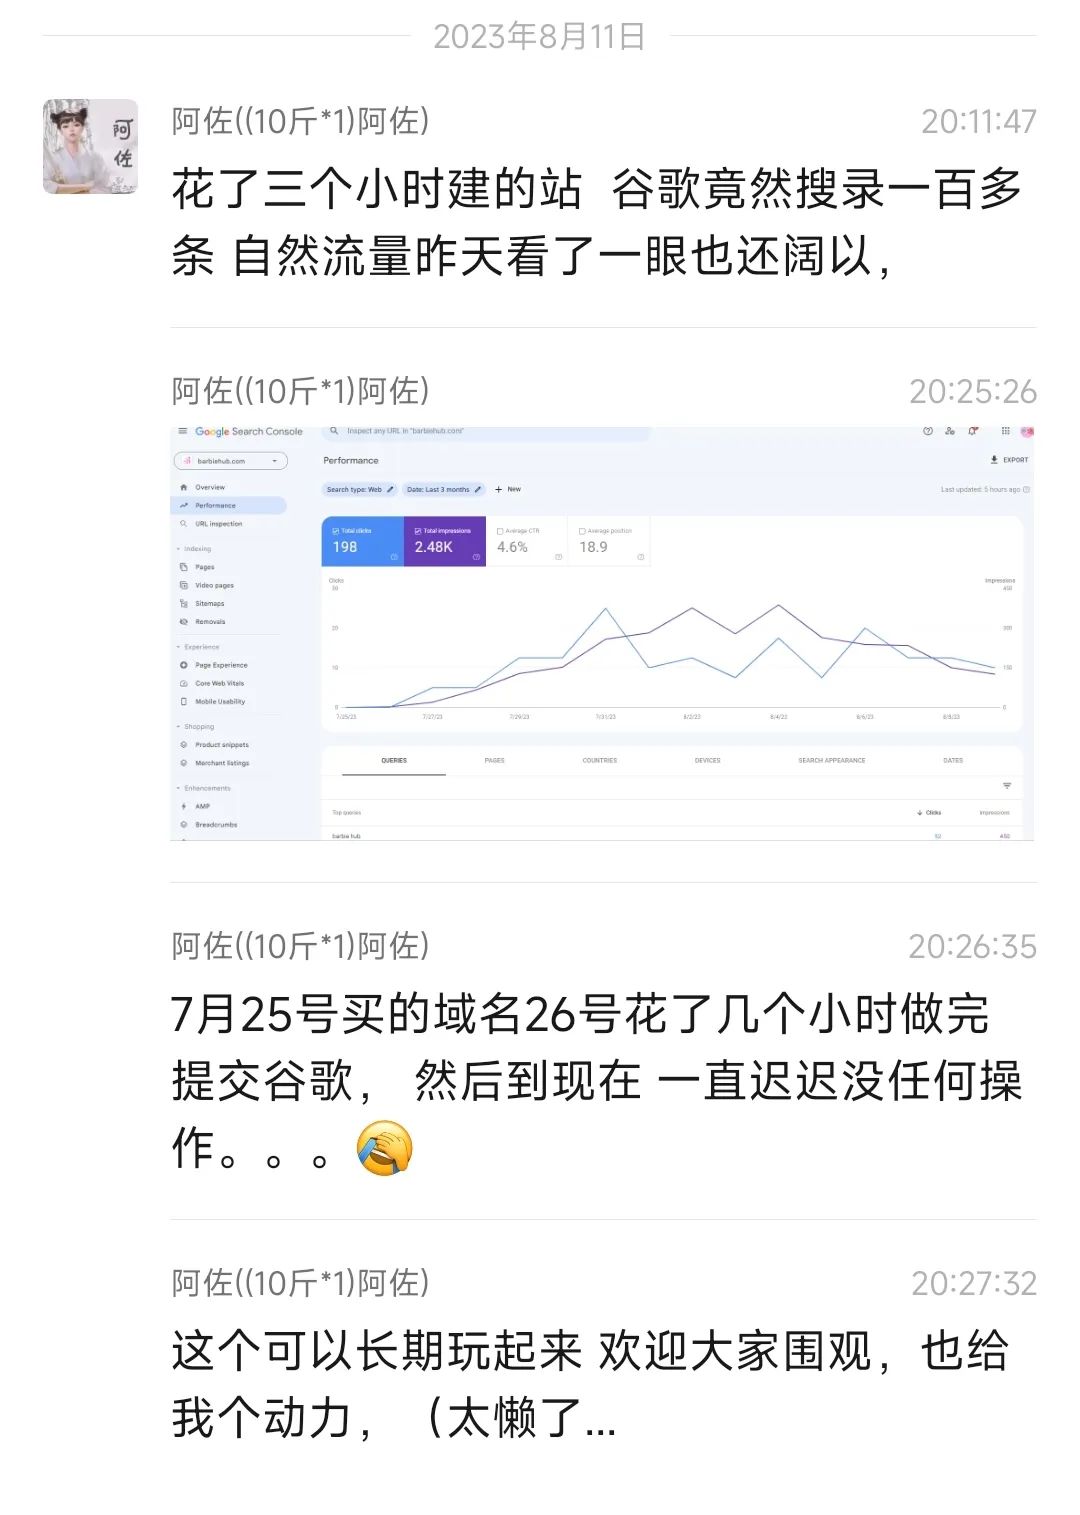 2023年8月11日
阿佐
阿佐((10斤*1)阿佐)
20:11:47
花了三个小时建的站 谷歌竟然搜录一百多
条 自然流量昨天看了一眼也还阔以，
阿佐((10斤*1)阿佐)
20:25:26
Google Search Console
Inspect any URL in "barbiehub.com"
barbiehub.com
Performance
EXPORT
Search type: Web
Date: Last 3 months
+ New
Last updated: 5 hours ago
Overview
Performance
URL inspection
Indexing
Pages
Video pages
Sitemaps
Removals
Experience
Page Experience
Core Web Vitals
Mobile Usability
Shopping
Product snippets
Merchant listings
Enhancements
AMP
Breadcrumbs
Total clicks
198
Total impressions
2.48K
Average CTR
4.6%
Average position
18.9
Clicks
30
20
10
0
Impressions
450
300
150
0
7/25/23
7/27/23
7/29/23
7/31/23
8/2/23
8/4/23
8/6/23
8/8/23
QUERIES
PAGES
COUNTRIES
DEVICES
SEARCH APPEARANCE
DATES
Top queries
Clicks
Impressions
barbie hub
450
阿佐((10斤*1)阿佐)
20:26:35
7月25号买的域名26号花了几个小时做完
提交谷歌， 然后到现在 一直迟迟没任何操
作。。。🤦
阿佐((10斤*1)阿佐)
20:27:32
这个可以长期玩起来 欢迎大家围观，也给
我个动力，（太懒了...